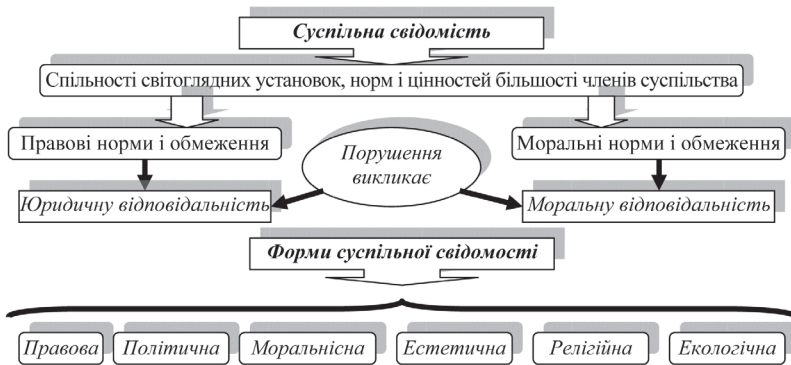 Суспільна свідомість
Спільності світоглядних установок, норм і цінностей більшості членів суспільства
Правові норми і обмеження
Моральні норми і обмеження
Порушення
викликає
Юридичну відповідальність
Моральну відповідальність
Форми суспільної свідомості
Правова
Політична
Моральнісна
Естетична
Релігійна
Екологічна